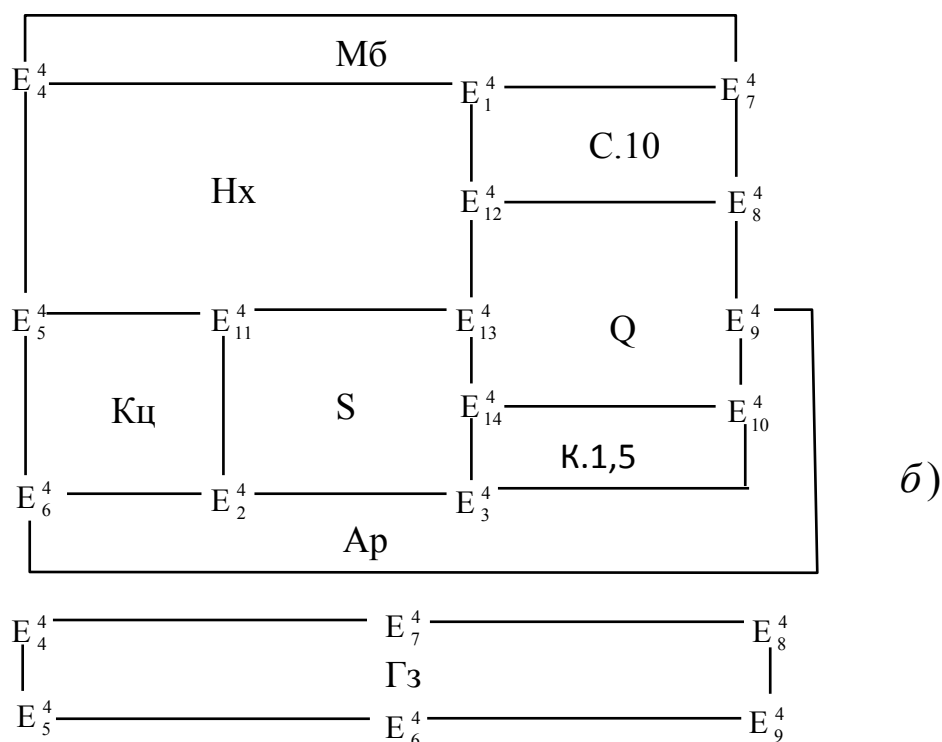 Мб
E⁴₄ E⁴₁ E⁴₇
С.10
Нх
E⁴₁₂ E⁴₈
E⁴₅ E⁴₁₁ E⁴₁₃ Q E⁴₉
Кц S E⁴₁₄ E⁴₁₀
К.1,5
E⁴₆ E⁴₂ E⁴₃ б)
Ар
E⁴₄ E⁴₇ E⁴₈
Гз
E⁴₅ E⁴₆ E⁴₉